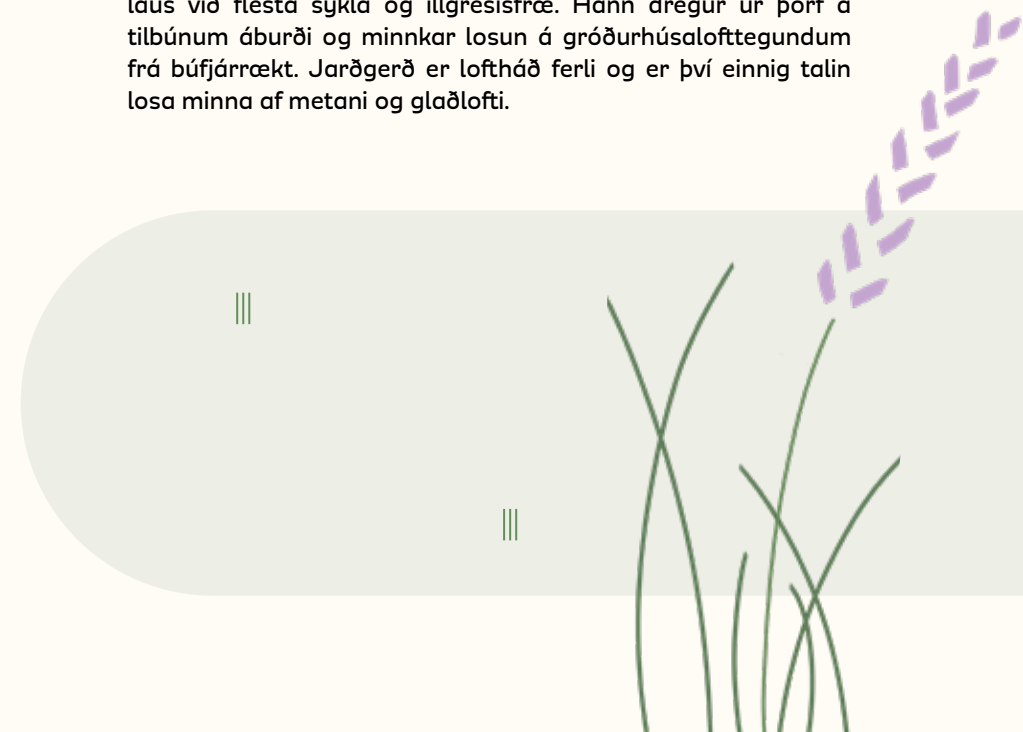 laus við flesta sýkla og illgresisfræ. Hann dregur úr þörf á
tilbúnum áburði og minnkar losun á gróðurhúsalofttegundum
frá búfjárrækt. Jarðgerð er loftháð ferli og er því einnig talin
losa minna af metani og glaðlofti.